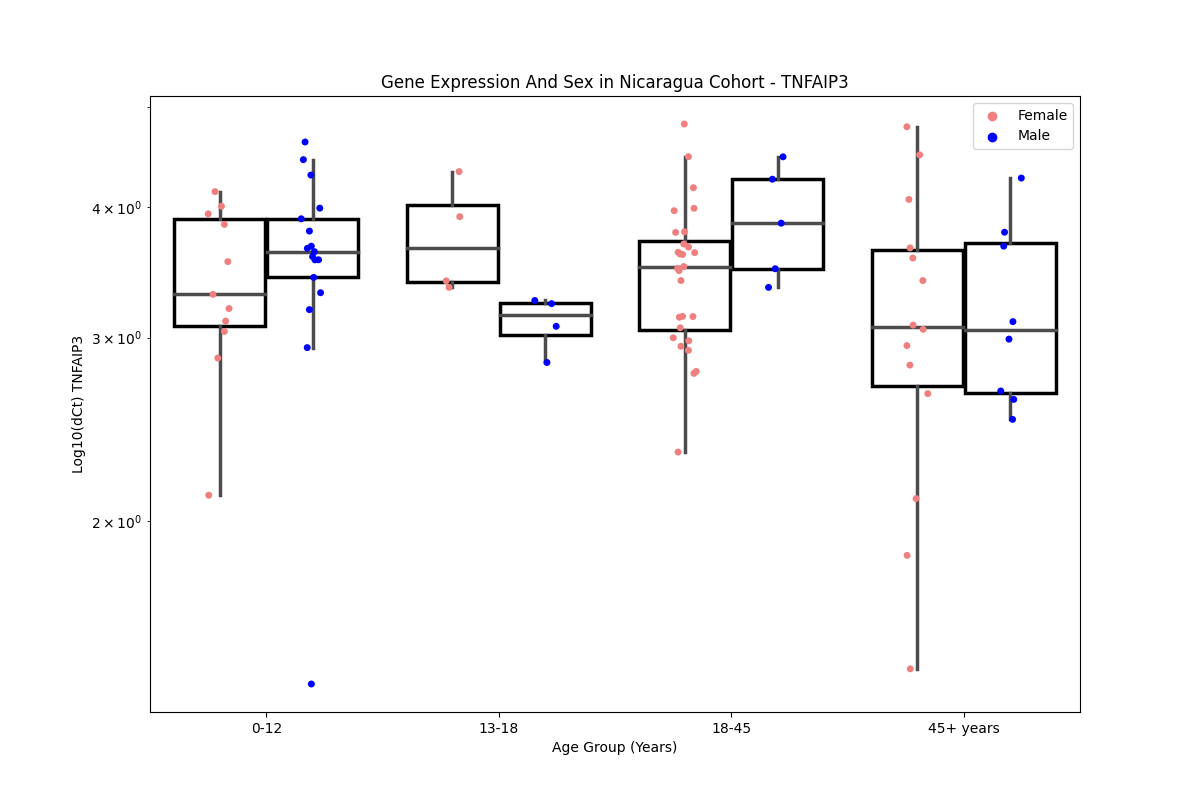 Gene Expression And Sex in Nicaragua Cohort - TNFAIP3
Female
Male
Log10(dCt) TNFAIP3
4 × 10⁰
3 × 10⁰
2 × 10⁰
0-12
13-18
18-45
45+ years
Age Group (Years)